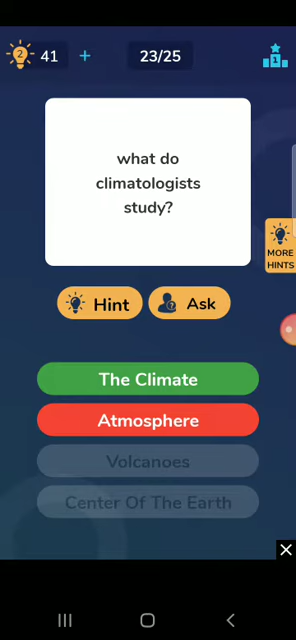 2 41 + 23/25
1
what do
climatologists
study?
MORE
HINTS
Hint Ask
The Climate
Atmosphere
Volcanoes
Center Of The Earth